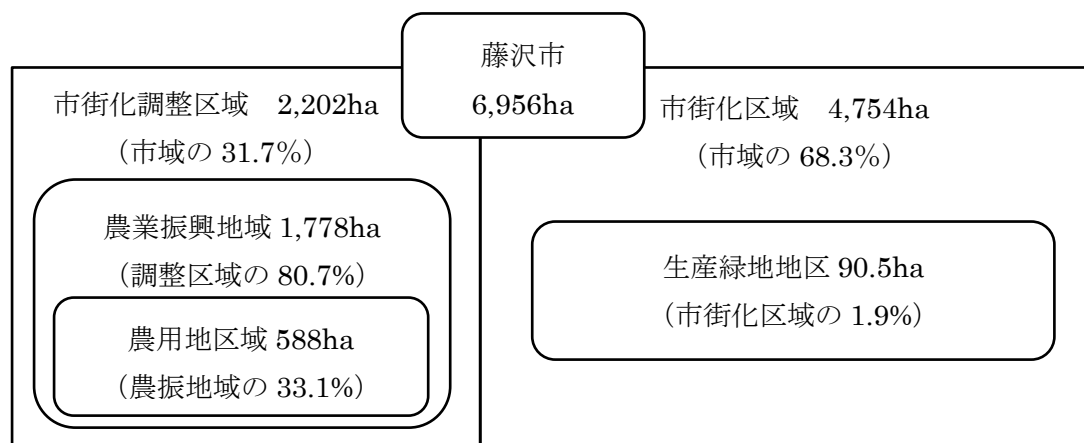 藤沢市
6,956ha
市街化調整区域　2,202ha
（市域の 31.7％）
農業振興地域 1,778ha
(調整区域の 80.7%）
農用地区域 588ha
（農振地域の 33.1%）
市街化区域　4,754ha
（市域の 68.3％）
生産緑地地区 90.5ha
（市街化区域の 1.9%）